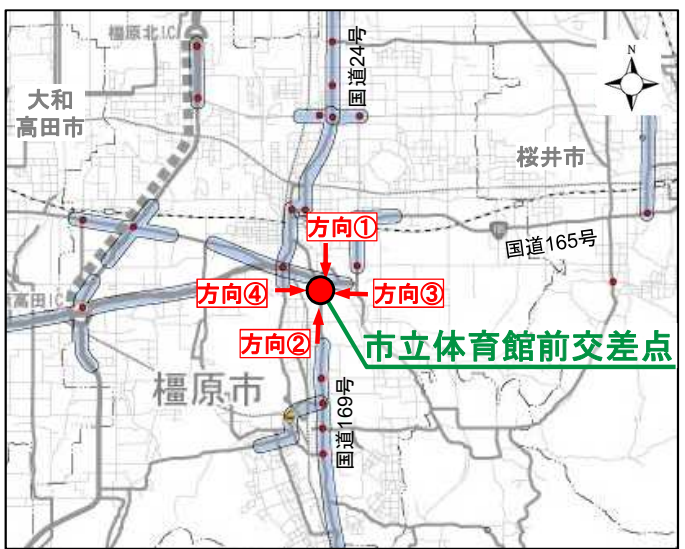 橿原北IC
国道24号
N
大和
高田市
桜井市
方向①
国道165号
方向④
方向③
高田IC
方向②
市立体育館前交差点
橿原市
国道169号